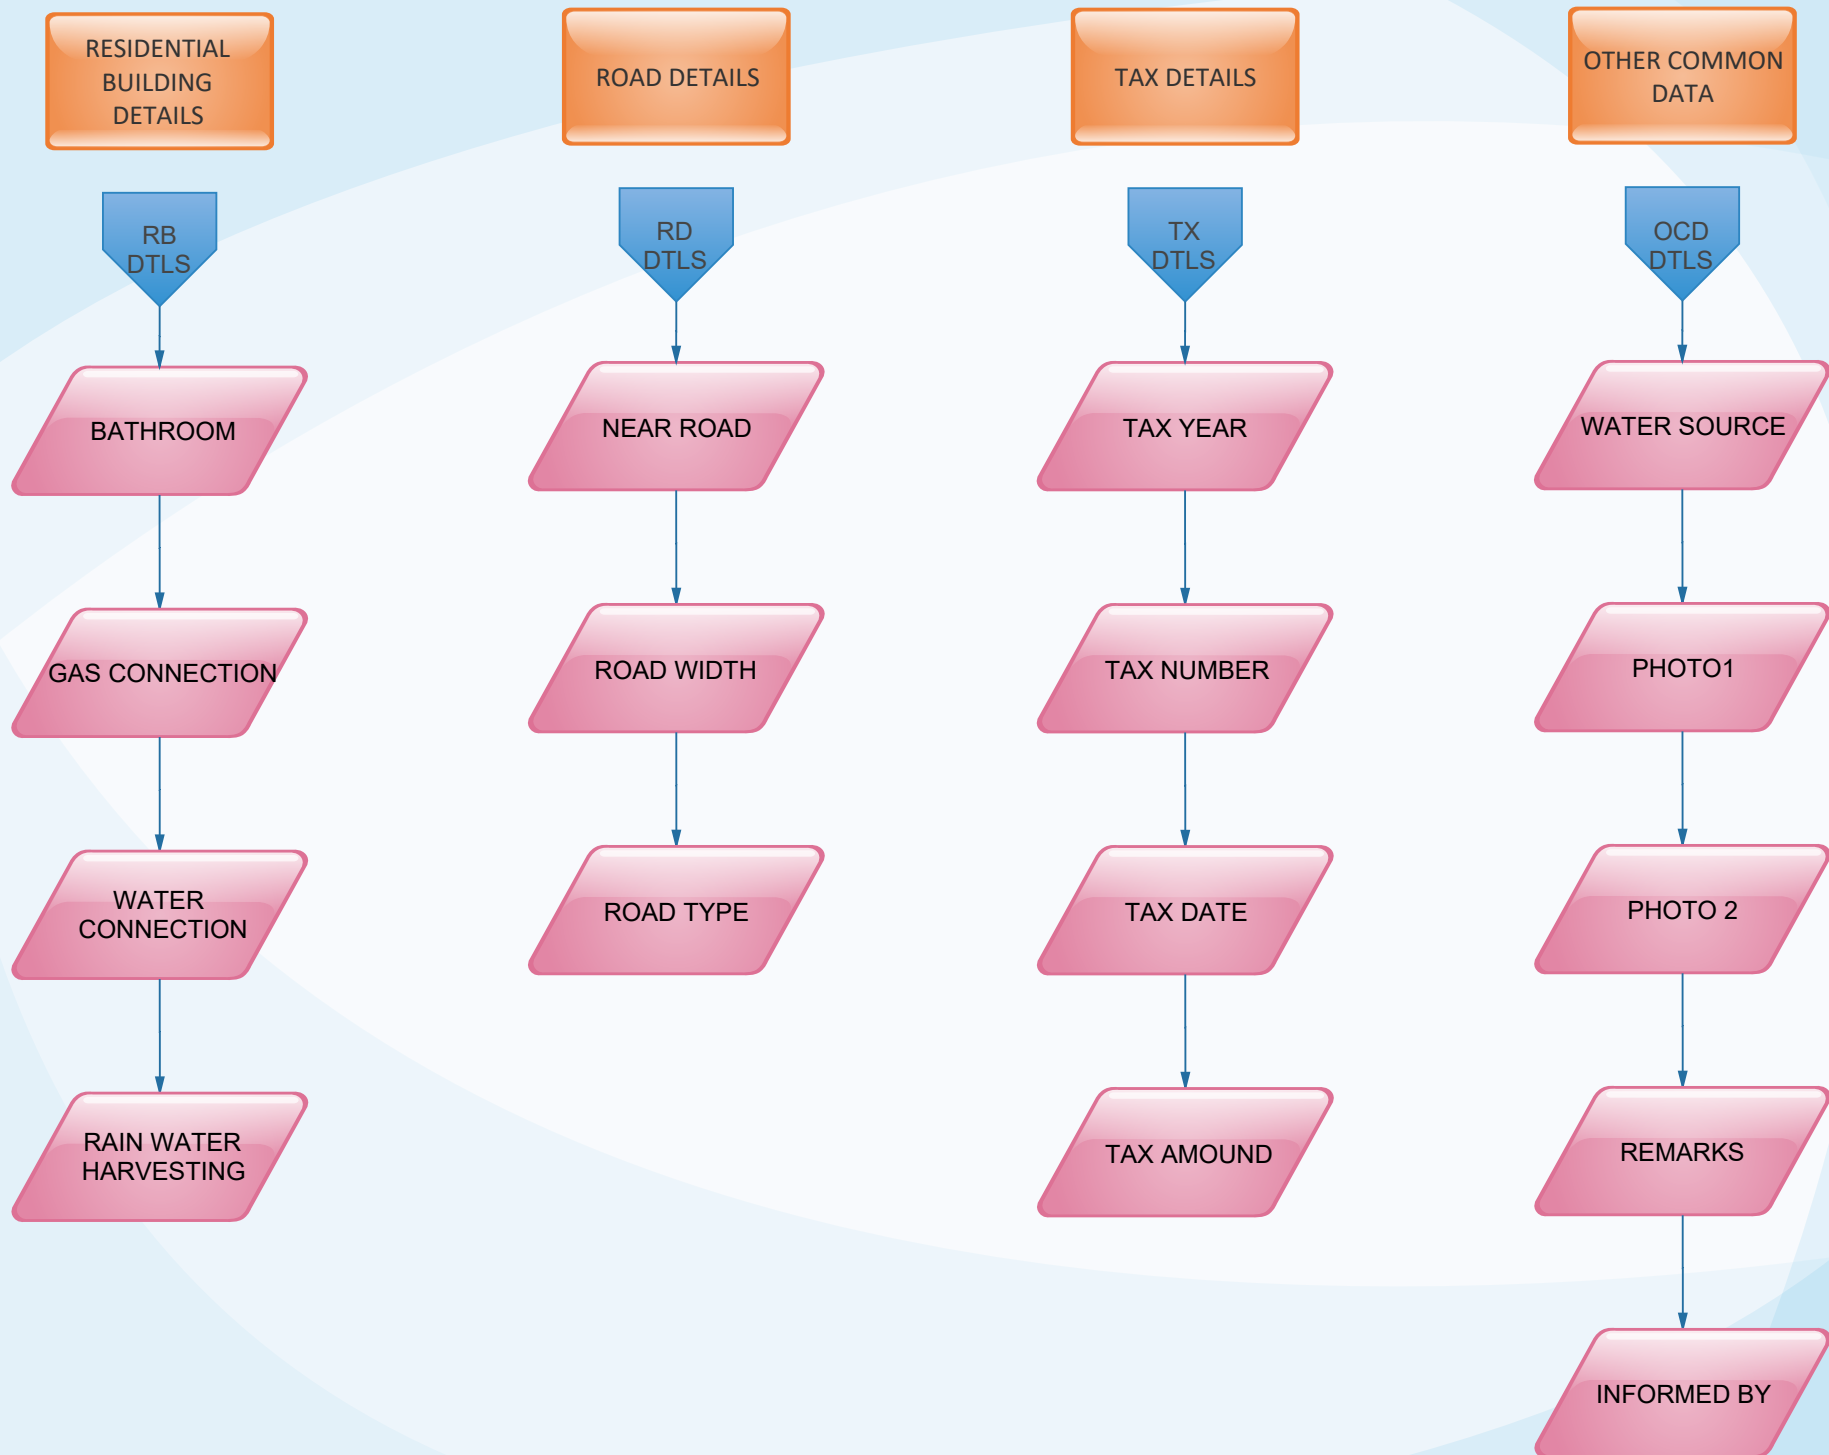 RESIDENTIAL
BUILDING
DETAILS
RB
DTLS
BATHROOM
GAS CONNECTION
WATER
CONNECTION
RAIN WATER
HARVESTING
ROAD DETAILS
RD
DTLS
NEAR ROAD
ROAD WIDTH
ROAD TYPE
TAX DETAILS
TX
DTLS
TAX YEAR
TAX NUMBER
TAX DATE
TAX AMOUND
OTHER COMMON
DATA
OCD
DTLS
WATER SOURCE
PHOTO1
PHOTO 2
REMARKS
INFORMED BY